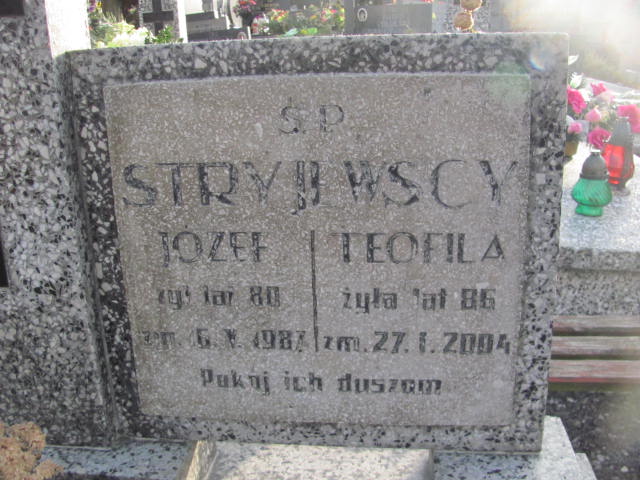 Ś.P.
STRYJEWSCY
JÓZEF TEOFILA
żył lat 80 żyła lat 86
zm. 6.V.1987 zm. 27.I.2004
Pokój ich duszom